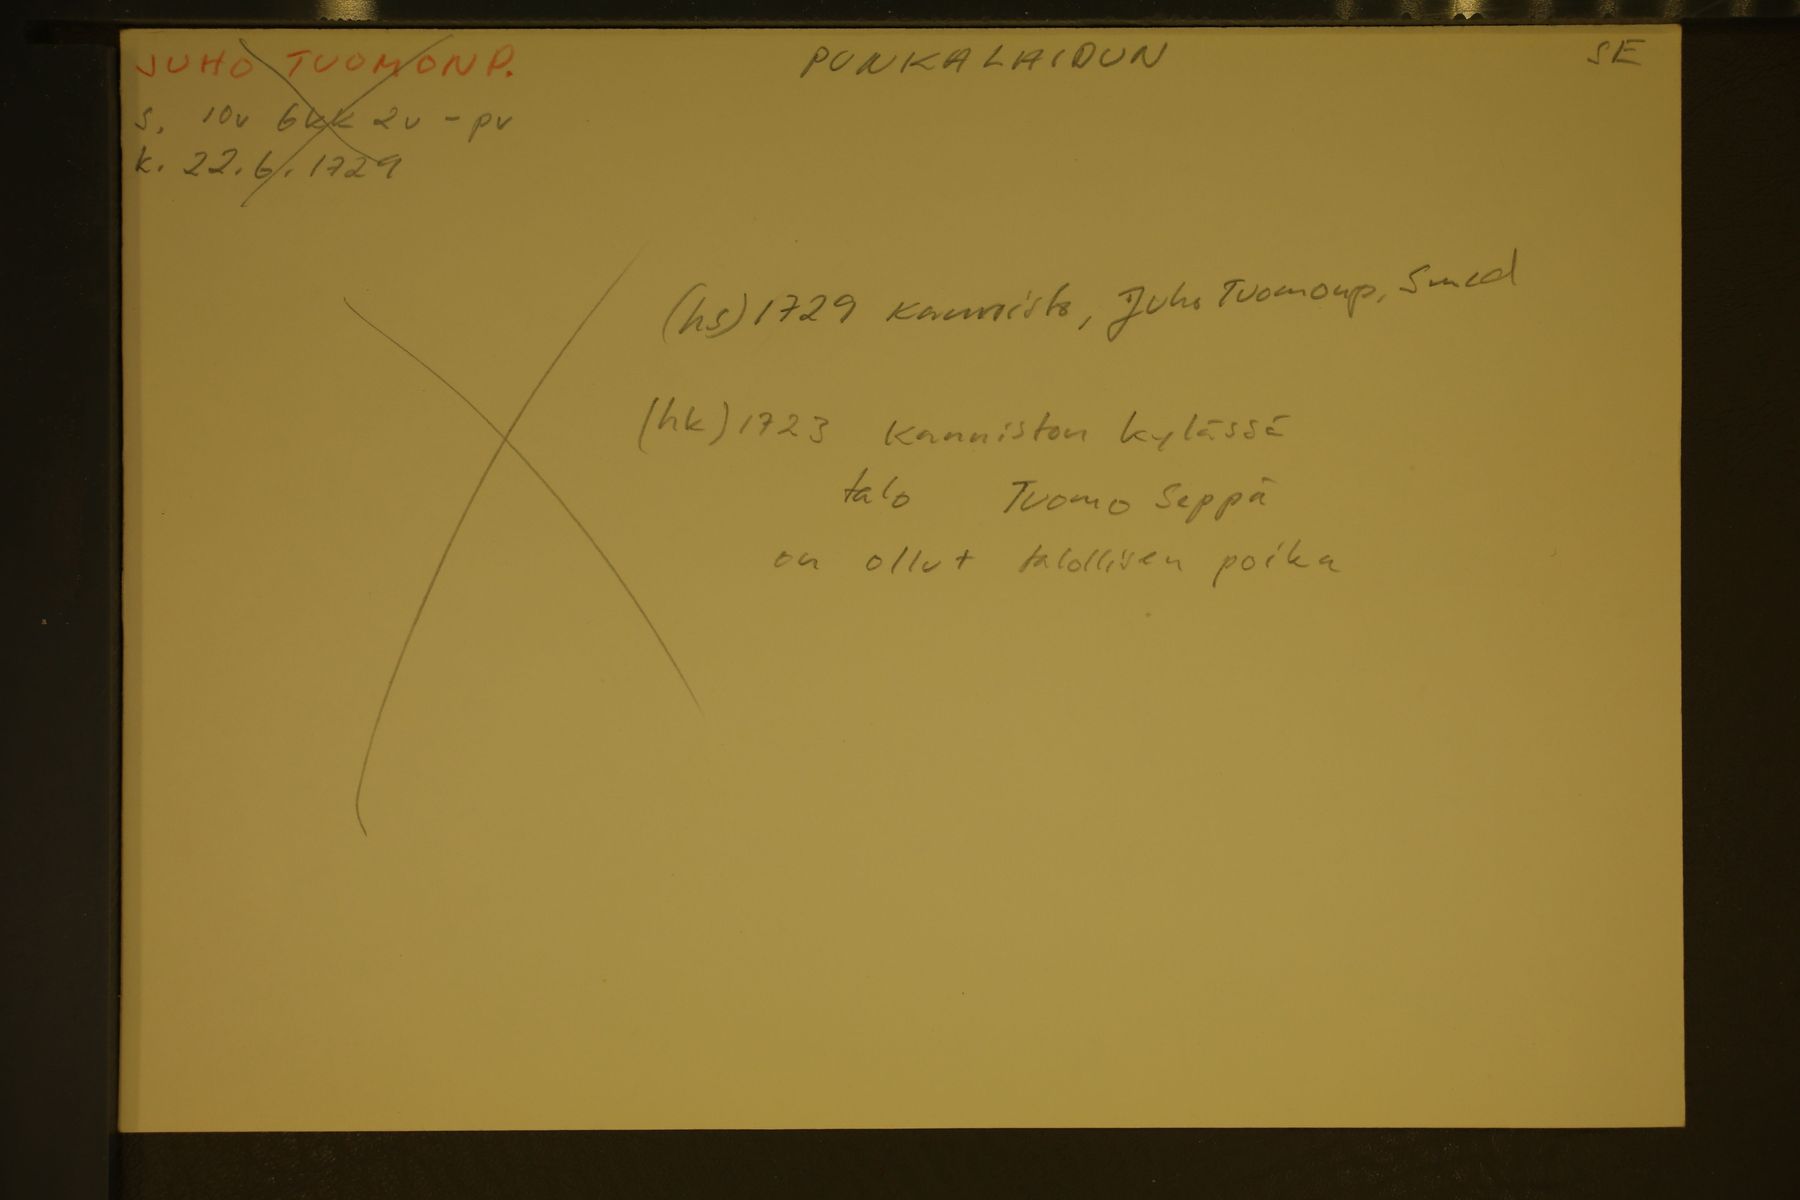 JUHO TUOMONP. PUNKALAIDUN SE
s. 10v 6kk 2v - pv
k. 22.6.1729
(hs) 1729 Kannisto, Juho Tuomonp, Smed
(hk) 1723 Kanniston kylässä
talo Tuomo Seppä
on ollut talollisen poika